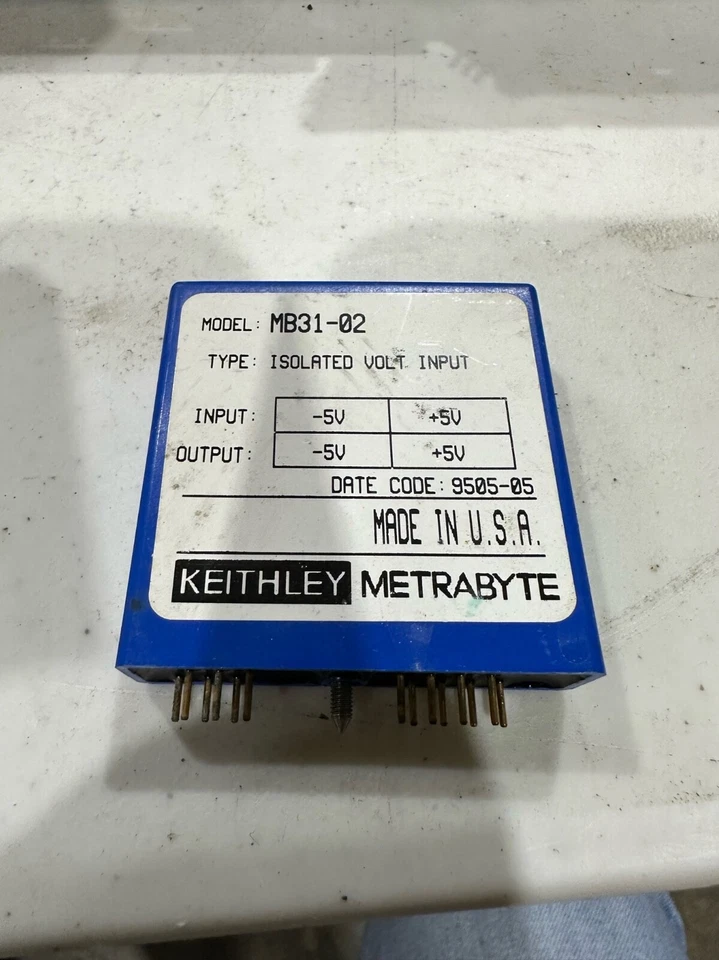 MODEL: MB31-02
TYPE: ISOLATED VOLT INPUT
INPUT: -5V +5V
OUTPUT: -5V +5V
DATE CODE: 9505-05
MADE IN U.S.A.
KEITHLEY METRABYTE